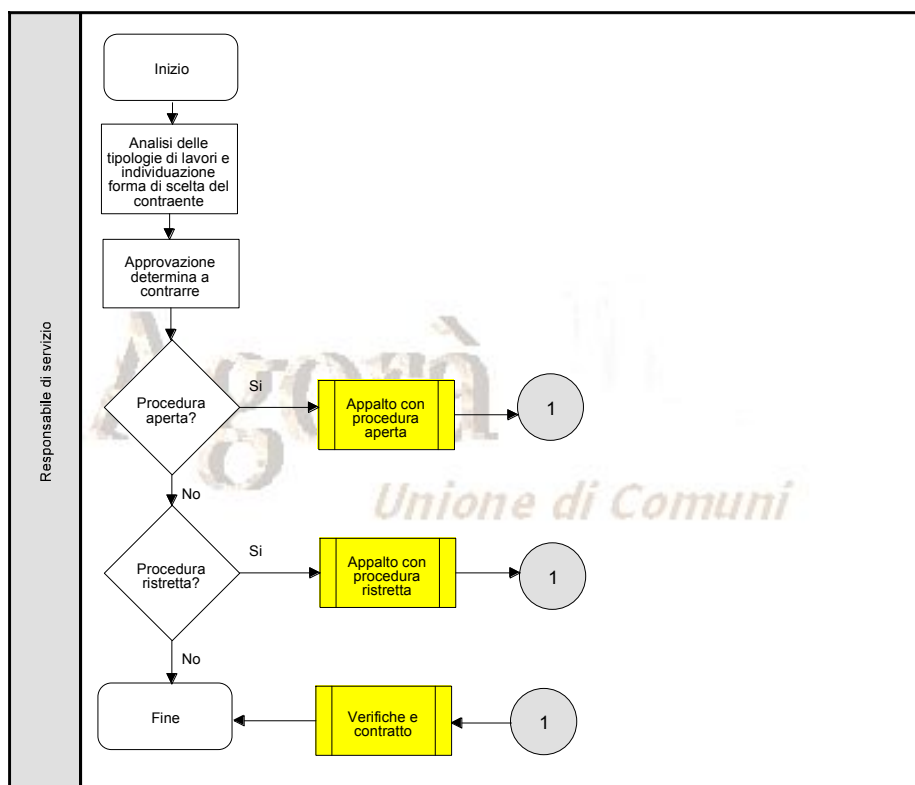 Responsabile di servizio
Inizio
Analisi delle
tipologie di lavori e
individuazione
forma di scelta del
contraente
Approvazione
determina a
contrarre
Procedura
aperta?
Si
Appalto con
procedura
aperta
1
No
Procedura
ristretta?
Si
Appalto con
procedura
ristretta
1
No
Fine
Verifiche e
contratto
1
Agorà
Unione di Comuni